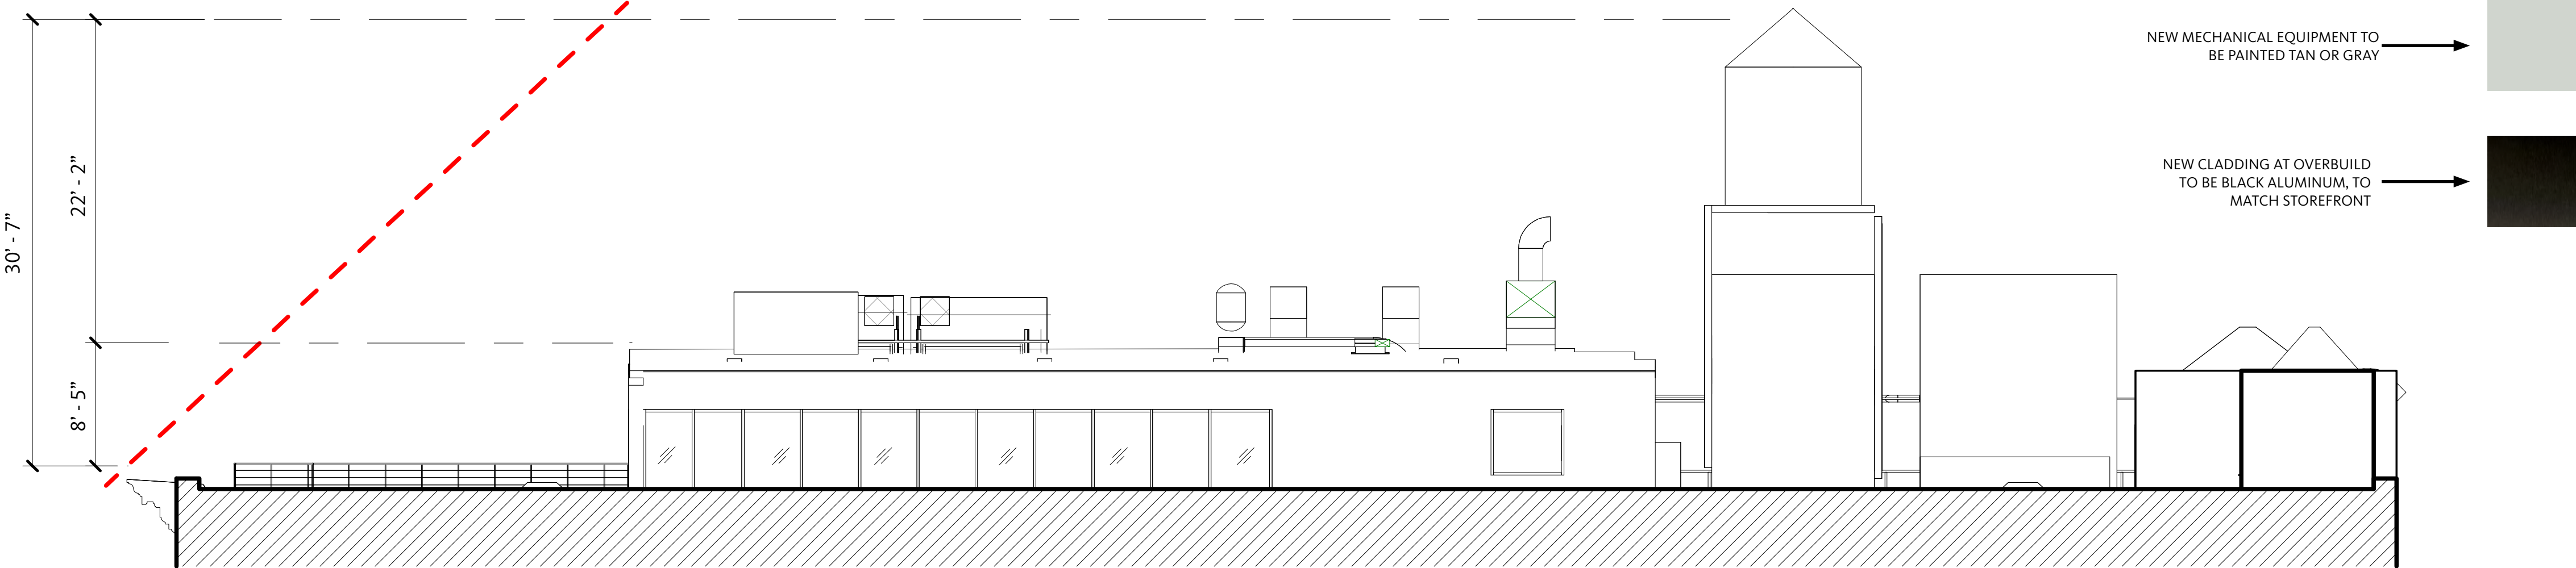 NEW MECHANICAL EQUIPMENT TO
BE PAINTED TAN OR GRAY
NEW CLADDING AT OVERBUILD
TO BE BLACK ALUMINUM, TO
MATCH STOREFRONT
22’ - 2”
30’ - 7”
8’ - 5”